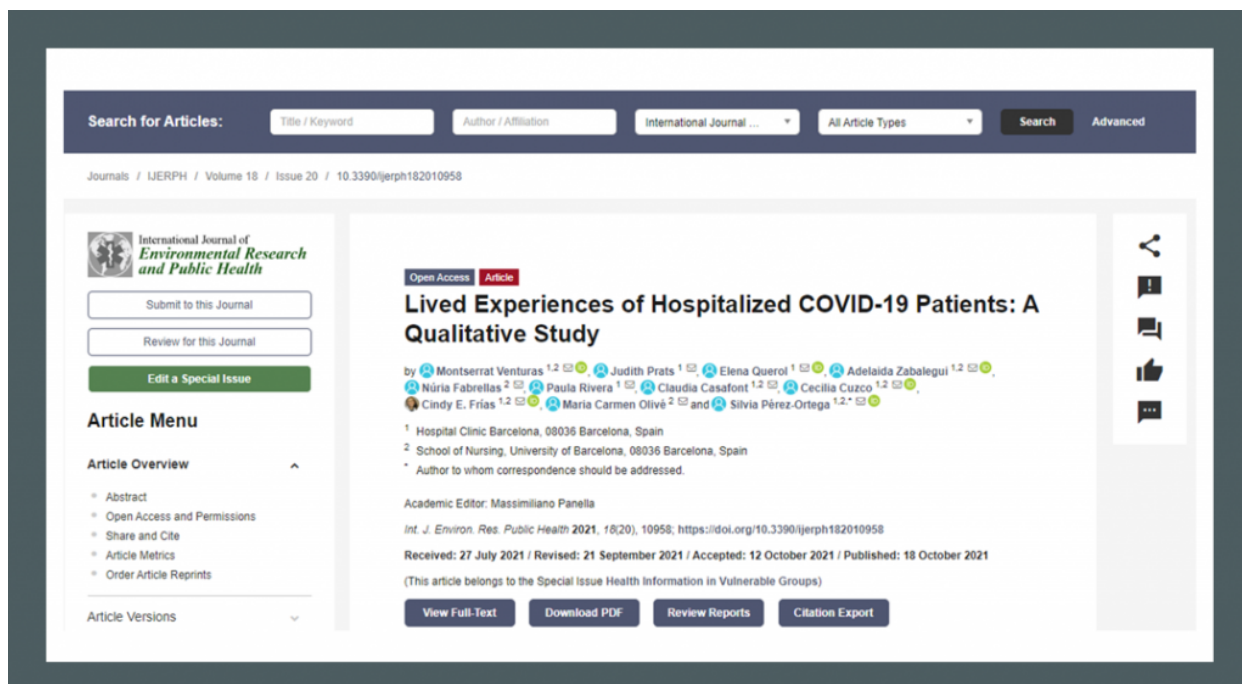 Search for Articles: Title / Keyword Author / Affiliation International Journal ... All Article Types Search Advanced
Journals / IJERPH / Volume 18 / Issue 20 / 10.3390/ijerph182010958
International Journal of
Environmental Research
and Public Health
Submit to this Journal
Review for this Journal
Edit a Special Issue
Article Menu
Article Overview
Abstract
Open Access and Permissions
Share and Cite
Article Metrics
Order Article Reprints
Article Versions
Open Access Article
Lived Experiences of Hospitalized COVID-19 Patients: A
Qualitative Study
by Montserrat Venturas 1,2, Judith Prats 1, Elena Querol 1, Adelaida Zabalegui 1,2,
Núria Fabrellas 2, Paula Rivera 1, Claudia Casafont 1,2, Cecilia Cuzco 1,2,
Cindy E. Frías 1,2, Maria Carmen Olivé 2 and Silvia Pérez-Ortega 1,2,*
1 Hospital Clinic Barcelona, 08036 Barcelona, Spain
2 School of Nursing, University of Barcelona, 08036 Barcelona, Spain
* Author to whom correspondence should be addressed.
Academic Editor: Massimiliano Panella
Int. J. Environ. Res. Public Health 2021, 18(20), 10958; https://doi.org/10.3390/ijerph182010958
Received: 27 July 2021 / Revised: 21 September 2021 / Accepted: 12 October 2021 / Published: 18 October 2021
(This article belongs to the Special Issue Health Information in Vulnerable Groups)
View Full-Text Download PDF Review Reports Citation Export